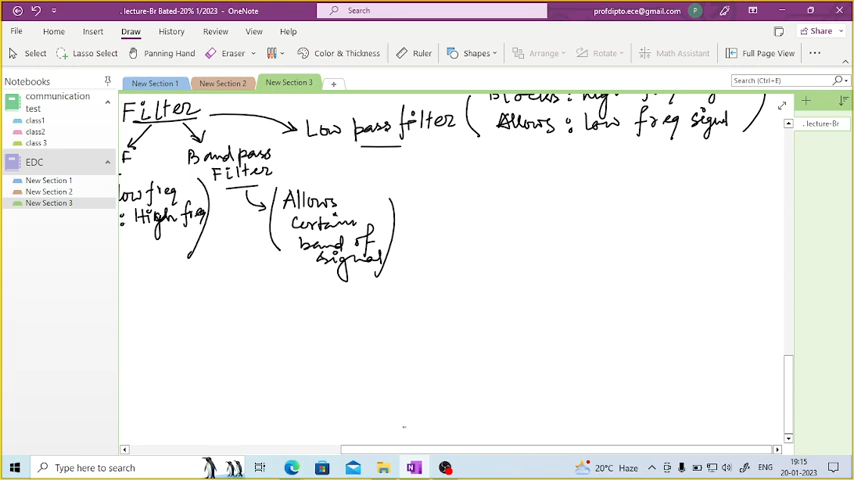 . lecture-Br Bated-20% 1/2023 - OneNote
Search
profdipto.ece@gmail.com
P
File
Home
Insert
Draw
History
Review
View
Help
Share
Select
Lasso Select
Panning Hand
Eraser
Color & Thickness
Ruler
Shapes
Arrange
Rotate
Math Assistant
Full Page View
Notebooks
New Section 1
New Section 2
New Section 3
Search (Ctrl+E)
communication
test
class1
class2
class 3
EDC
New Section 1
New Section 2
New Section 3
. lecture-Br
Filter
Low pass filter
Allows : Low freq signal
F
Band pass
Filter
low freq
: High freq
Allows
certain
band of
signal
Type here to search
20°C Haze
ENG
19:15
20-01-2023